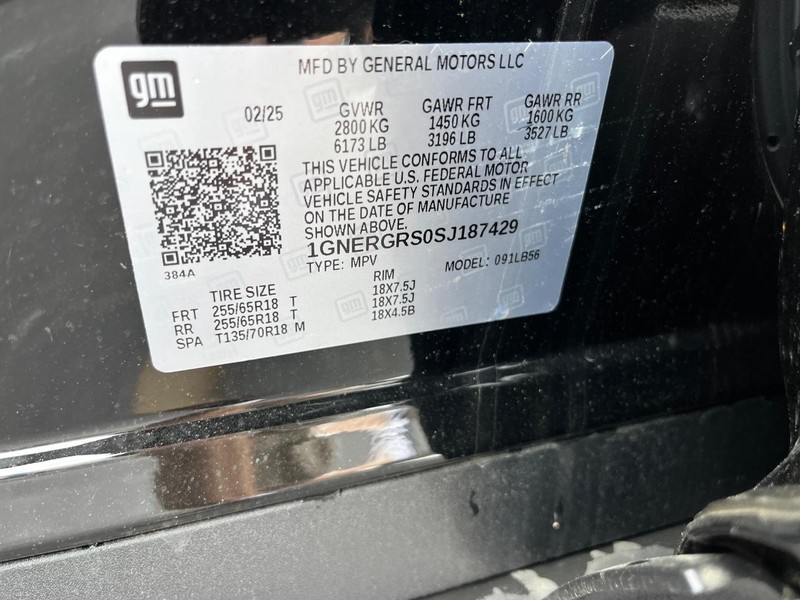 gm
MFD BY GENERAL MOTORS LLC
02/25 GVWR GAWR FRT GAWR RR
2800 KG 1450 KG 1600 KG
6173 LB 3196 LB 3527 LB
THIS VEHICLE CONFORMS TO ALL
APPLICABLE U.S. FEDERAL MOTOR
VEHICLE SAFETY STANDARDS IN EFFECT
ON THE DATE OF MANUFACTURE
SHOWN ABOVE.
1GNERGRS0SJ187429
384A
TYPE: MPV MODEL: 091LB56
TIRE SIZE RIM
FRT 255/65R18 T 18X7.5J
RR 255/65R18 T 18X7.5J
SPA T135/70R18 M 18X4.5B